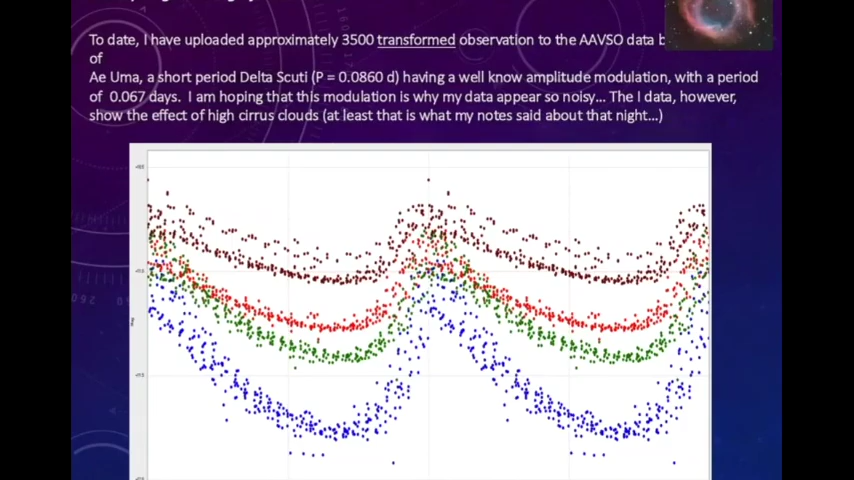 To date, I have uploaded approximately 3500 transformed observation to the AAVSO data b
of
Ae Uma, a short period Delta Scuti (P = 0.0860 d) having a well know amplitude modulation, with a period
of 0.067 days. I am hoping that this modulation is why my data appear so noisy... The I data, however,
show the effect of high cirrus clouds (at least that is what my notes said about that night...)